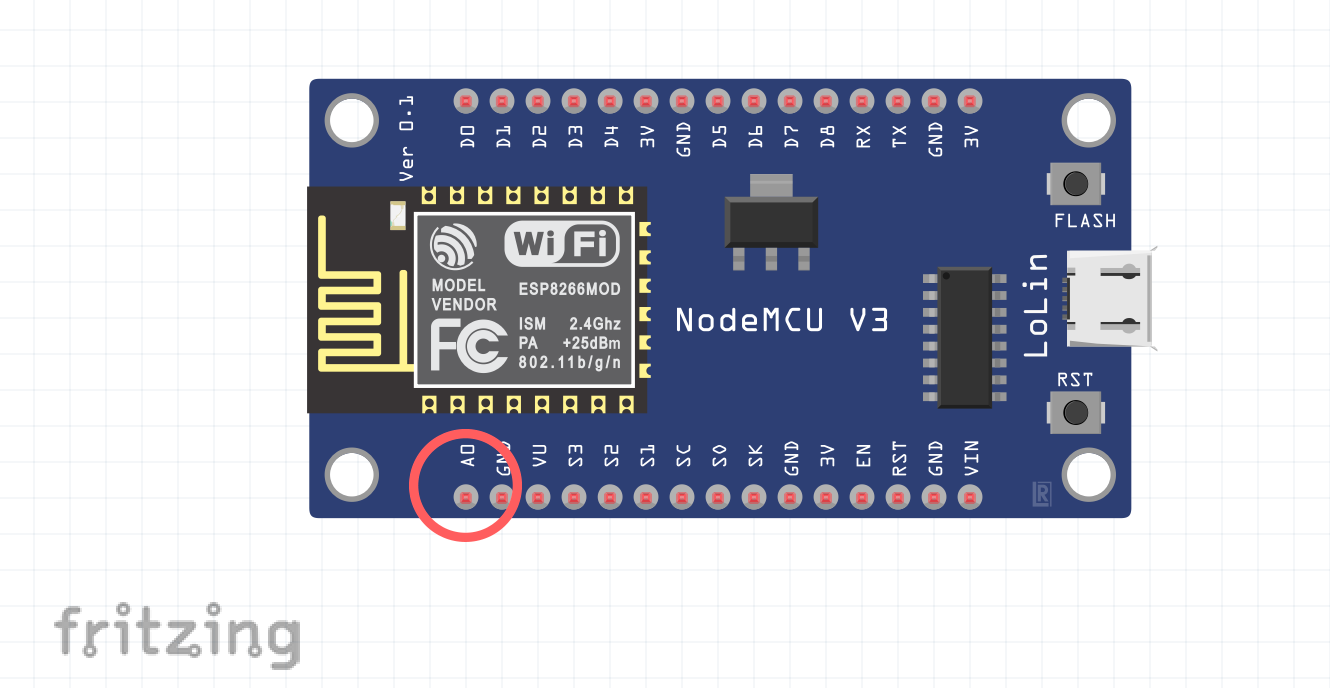 Ver 0.1
D0 D1 D2 D3 D4 3V GND D5 D6 D7 D8 RX TX GND 3V
FLASH
WiFi
MODEL
VENDOR
ESP8266MOD
FC
ISM 2.4Ghz
PA +25dBm
802.11b/g/n
NodeMCU V3
LoLin
RST
A0 GND VU S3 S2 S1 SC S0 SK GND 3V EN RST GND VIN
R
fritzing